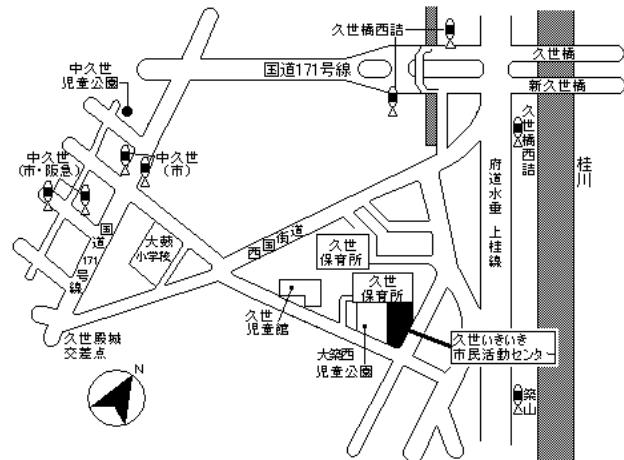 久世橋西詰
中久世
児童公園
国道171号線
久世橋
新久世橋
中久世
(市・阪急)
中久世
(市)
久世橋西詰
桂川
府道水垂上桂線
西国街道
国道171号線
大薮
小学校
久世
保育所
久世
保育所
久世
児童館
久世殿城
交差点
大築西
児童公園
久世いきいき
市民活動センター
築山
N